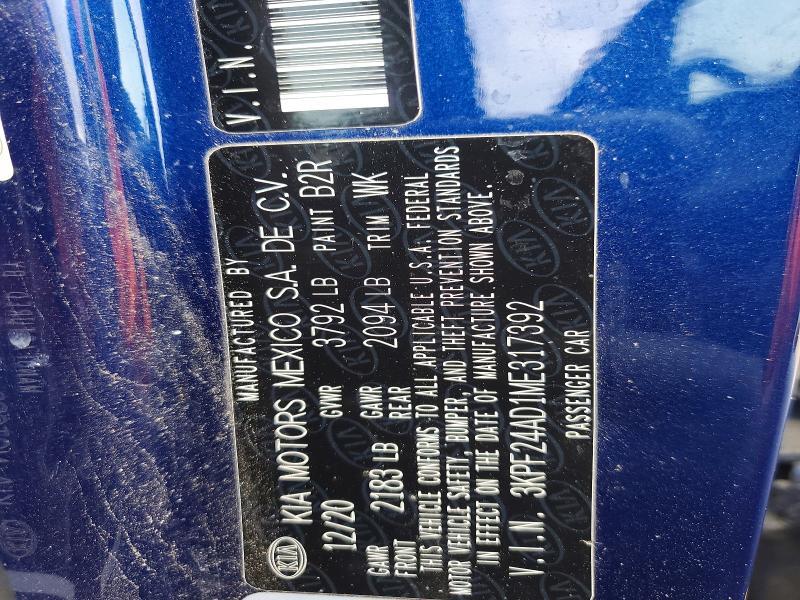 V.I.N.
MANUFACTURED BY
KIA KIA MOTORS MEXICO S.A. DE C.V.
12/20 GVWR 3792 LB PAINT B2R
GAWR FRONT 2183 LB GAWR REAR 2094 LB TRIM WK
THIS VEHICLE CONFORMS TO ALL APPLICABLE U.S.A. FEDERAL
MOTOR VEHICLE SAFETY, BUMPER, AND THEFT PREVENTION STANDARDS
IN EFFECT ON THE DATE OF MANUFACTURE SHOWN ABOVE.
V.I.N. 3KPF24AD1ME317392
PASSENGER CAR